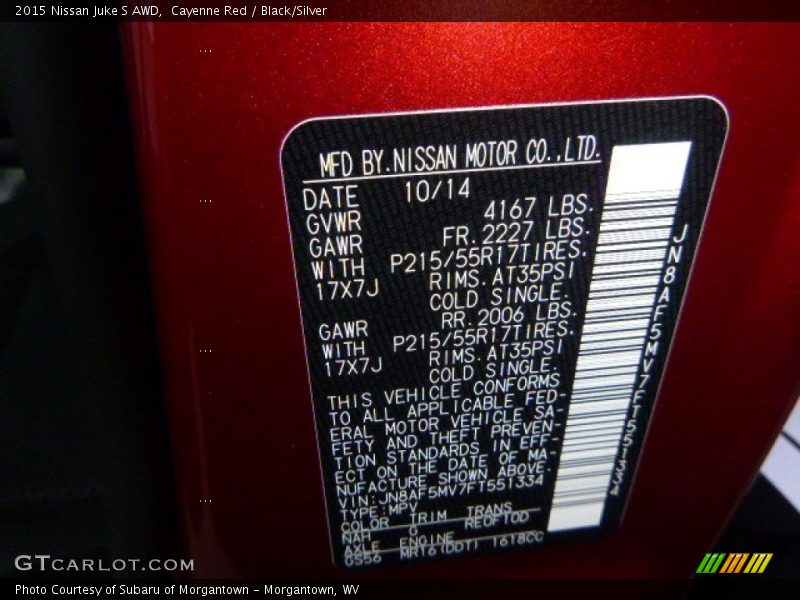 2015 Nissan Juke S AWD,  Cayenne Red / Black/Silver
MFD BY.NISSAN MOTOR CO.,LTD.
DATE 10/14
GVWR 4167 LBS.
GAWR FR.2227 LBS.
WITH P215/55R17TIRES.
17X7J RIMS.AT35PSI
COLD SINGLE.
GAWR RR.2006 LBS.
WITH P215/55R17TIRES.
17X7J RIMS.AT35PSI
COLD SINGLE.
THIS VEHICLE CONFORMS
TO ALL APPLICABLE FED-
ERAL MOTOR VEHICLE SA-
FETY AND THEFT PREVEN-
TION STANDARDS IN EFF-
ECT ON THE DATE OF MA-
NUFACTURE SHOWN ABOVE.
VIN:JN8AF5MV7FT551334
TYPE:MPV
COLOR TRIM TRANS
NAH G RE0F10D
AXLE ENGINE
GS56 MR16(DDT) 1618CC
JN8AF5MV7FT551334
GTCARLOT.COM
Photo Courtesy of Subaru of Morgantown - Morgantown, WV